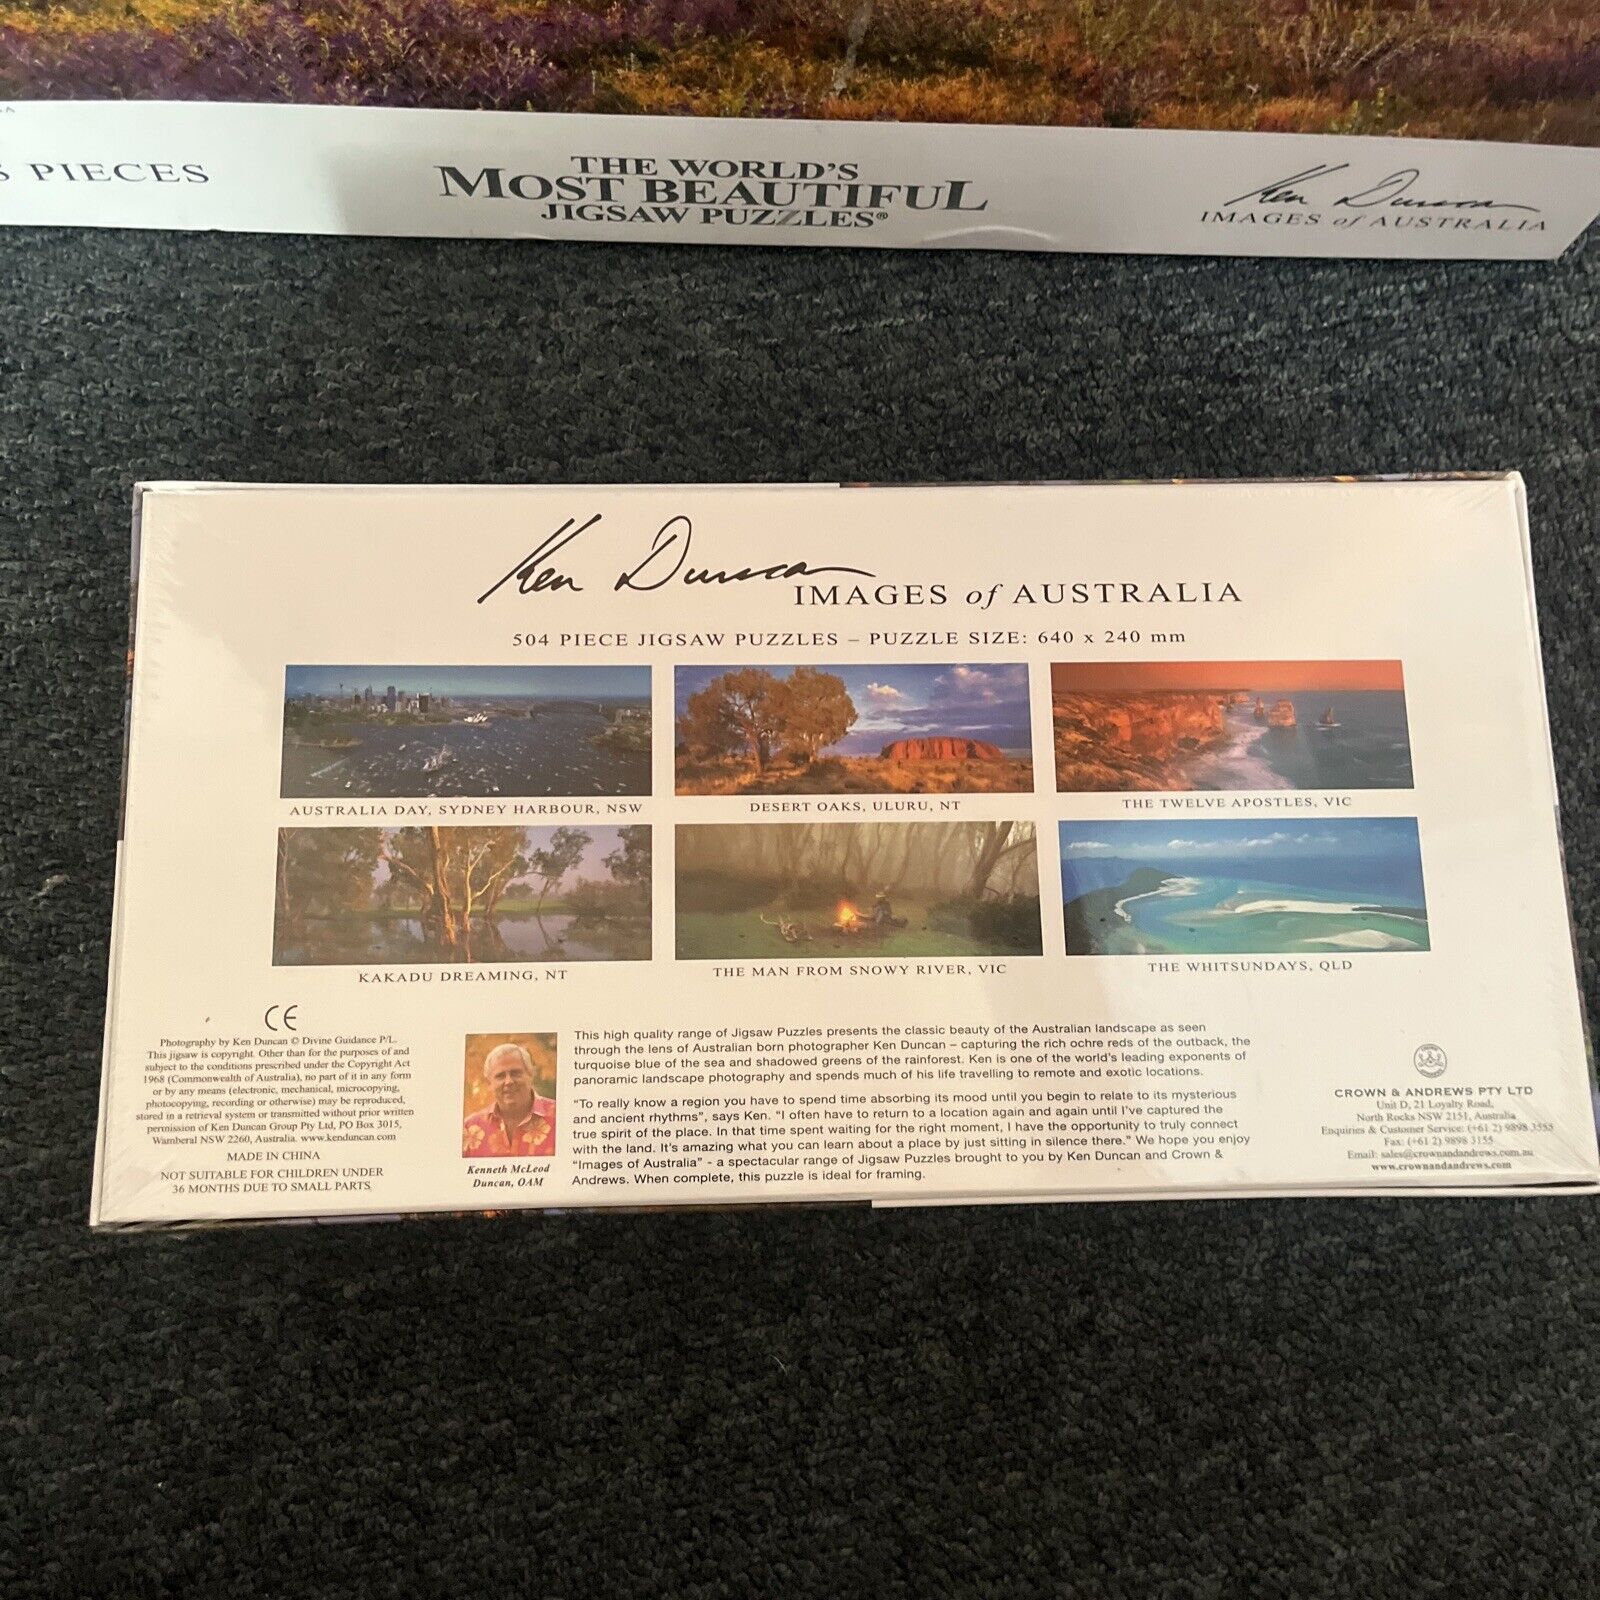 PIECES
THE WORLD'S
MOST BEAUTIFUL
JIGSAW PUZZLES®
Ken Duncan
IMAGES of AUSTRALIA
Ken Duncan
IMAGES of AUSTRALIA
504 PIECE JIGSAW PUZZLES – PUZZLE SIZE: 640 x 240 mm
AUSTRALIA DAY, SYDNEY HARBOUR, NSW
DESERT OAKS, ULURU, NT
THE TWELVE APOSTLES, VIC
KAKADU DREAMING, NT
THE MAN FROM SNOWY RIVER, VIC
THE WHITSUNDAYS, QLD
CE
Photography by Ken Duncan © Divine Guidance P/L.
This jigsaw is copyright. Other than for the purposes of and
subject to the conditions prescribed under the Copyright Act
1968 (Commonwealth of Australia), no part of it in any form
or by any means (electronic, mechanical, microcopying,
photocopying, recording or otherwise) may be reproduced,
stored in a retrieval system or transmitted without prior written
permission of Ken Duncan Group Pty Ltd, PO Box 3015,
Wamberal NSW 2260, Australia. www.kenduncan.com
MADE IN CHINA
NOT SUITABLE FOR CHILDREN UNDER
36 MONTHS DUE TO SMALL PARTS
Kenneth McLeod
Duncan, OAM
This high quality range of Jigsaw Puzzles presents the classic beauty of the Australian landscape as seen
through the lens of Australian born photographer Ken Duncan – capturing the rich ochre reds of the outback, the
turquoise blue of the sea and shadowed greens of the rainforest. Ken is one of the world's leading exponents of
panoramic landscape photography and spends much of his life travelling to remote and exotic locations.
"To really know a region you have to spend time absorbing its mood until you begin to relate to its mysterious
and ancient rhythms", says Ken. "I often have to return to a location again and again until I've captured the
true spirit of the place. In that time spent waiting for the right moment, I have the opportunity to truly connect
with the land. It's amazing what you can learn about a place by just sitting in silence there." We hope you enjoy
"Images of Australia" - a spectacular range of Jigsaw Puzzles brought to you by Ken Duncan and Crown &
Andrews. When complete, this puzzle is ideal for framing.
CROWN & ANDREWS PTY LTD
Unit D, 21 Loyalty Road,
North Rocks NSW 2151, Australia
Enquiries & Customer Service: (+61 2) 9898 3555
Fax: (+61 2) 9898 3155
Email: sales@crownandandrews.com.au
www.crownandandrews.com